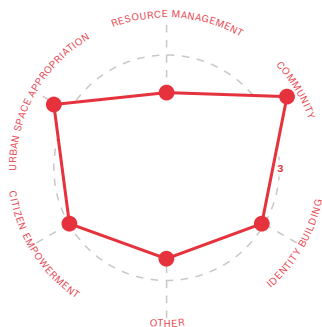 RESOURCE MANAGEMENT
URBAN SPACE APPROPRIATION
COMMUNITY
3
CITIZEN EMPOWERMENT
IDENTITY BUILDING
OTHER